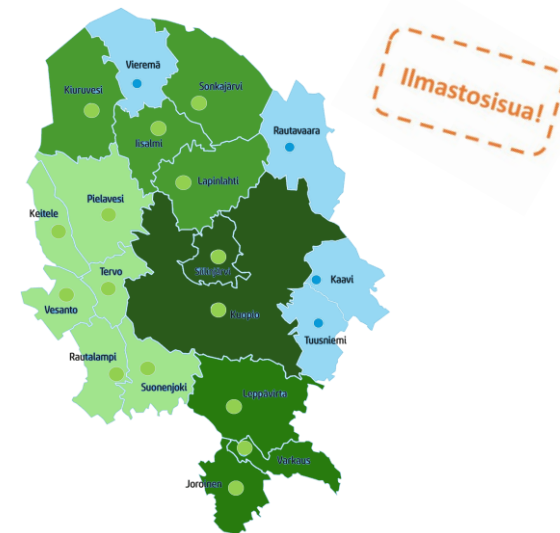 Ilmastosisua!
Vieremä
Kiuruvesi
Sonkajärvi
Rautavaara
Iisalmi
Lapinlahti
Pielavesi
Keitele
Siilinjärvi
Tervo
Kaavi
Vesanto
Kuopio
Tuusniemi
Rautalampi
Suonenjoki
Leppävirta
Varkaus
Joroinen